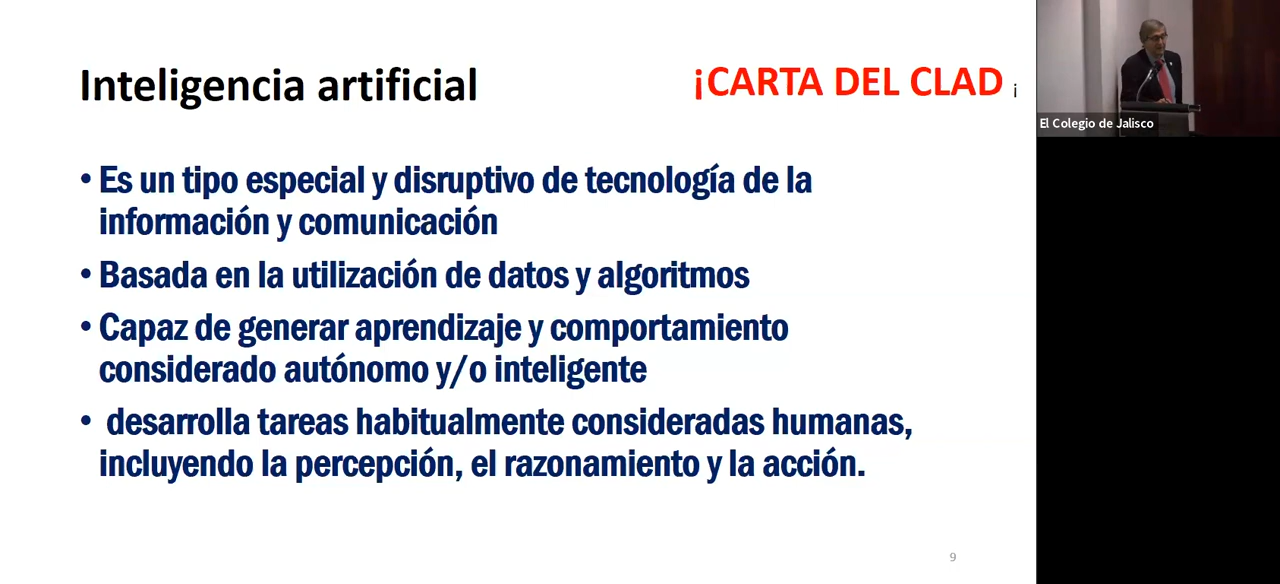 Inteligencia artificial
¡CARTA DEL CLAD ¡
El Colegio de Jalisco
• Es un tipo especial y disruptivo de tecnología de la
información y comunicación
• Basada en la utilización de datos y algoritmos
• Capaz de generar aprendizaje y comportamiento
considerado autónomo y/o inteligente
• desarrolla tareas habitualmente consideradas humanas,
incluyendo la percepción, el razonamiento y la acción.
9